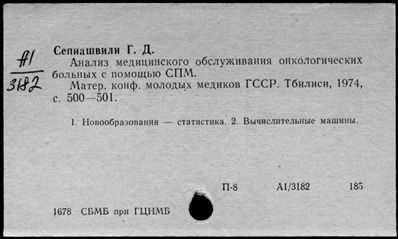 А1
3182
Сепиашвили Г. Д.
Анализ медицинского обслуживания онкологических
больных с помощью СПМ.
Матер. конф. молодых медиков ГССР. Тбилиси, 1974,
с. 500—501.
1. Новообразования — статистика. 2. Вычислительные машины.
П-8 А1/3182 185
1678 СБМБ при ГЦНМБ